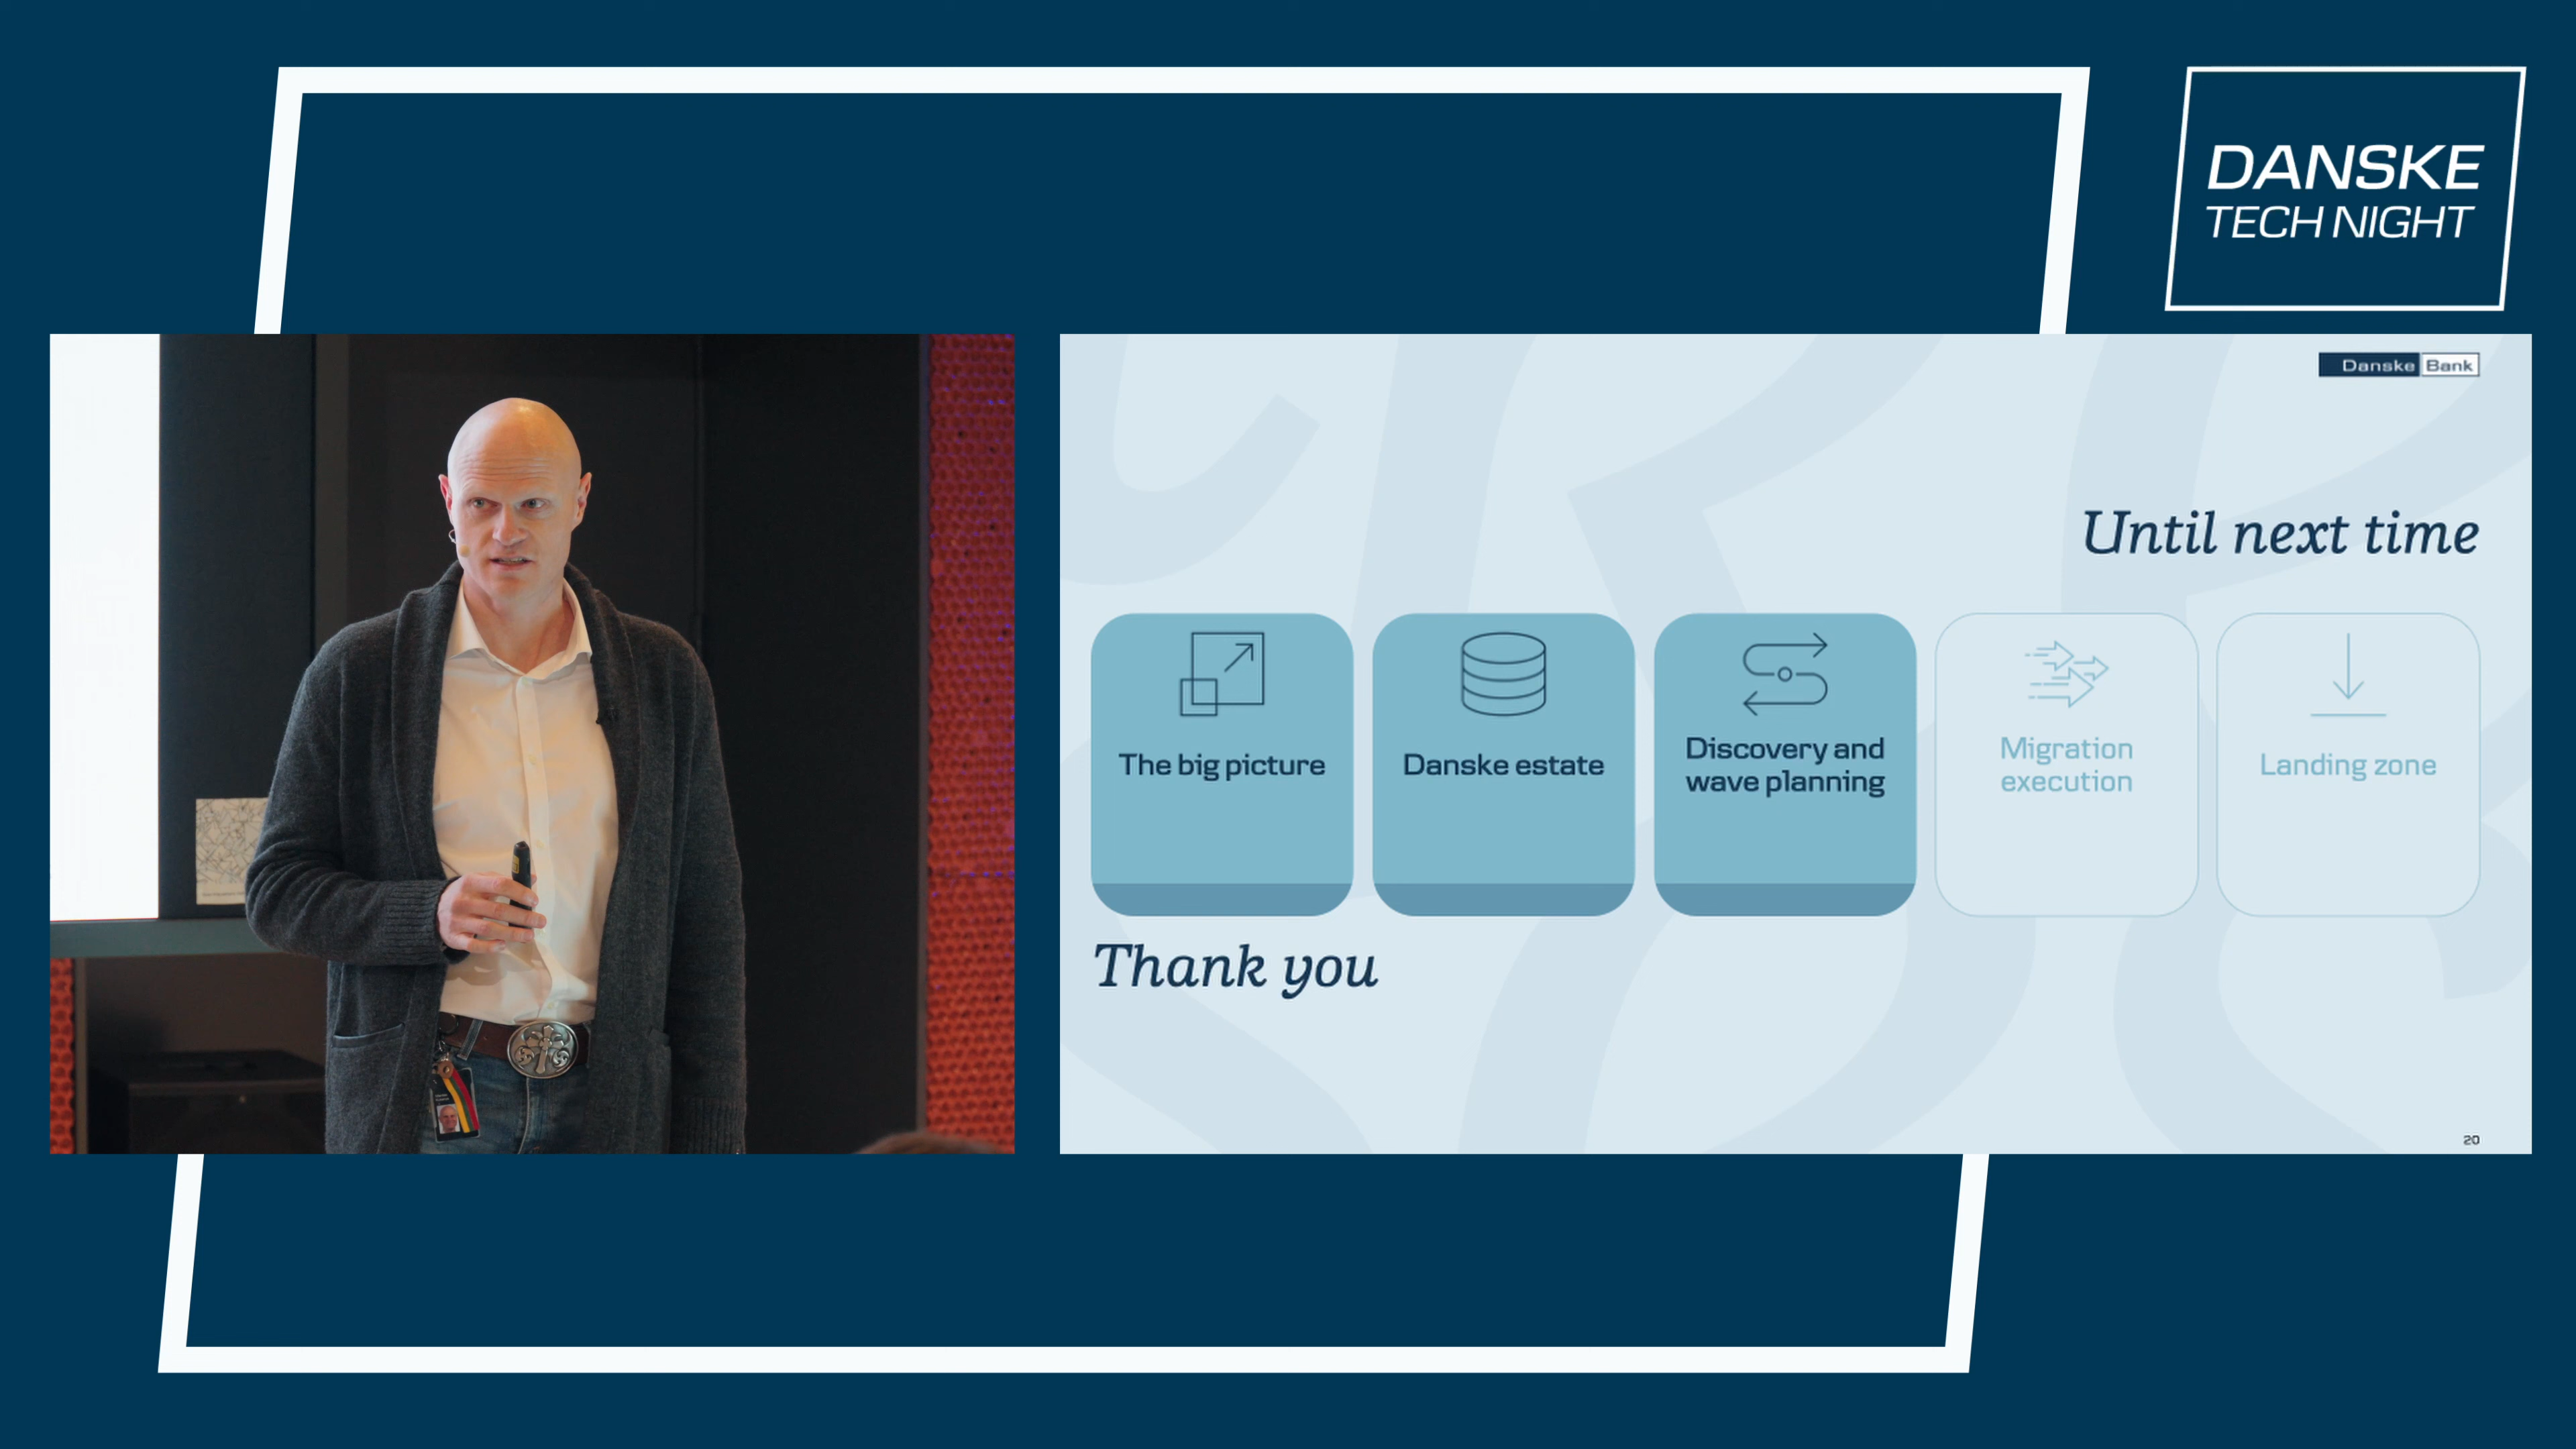 DANSKE
TECH NIGHT
Danske Bank
Until next time
The big picture
Danske estate
Discovery and
wave planning
Migration
execution
Landing zone
Thank you
20